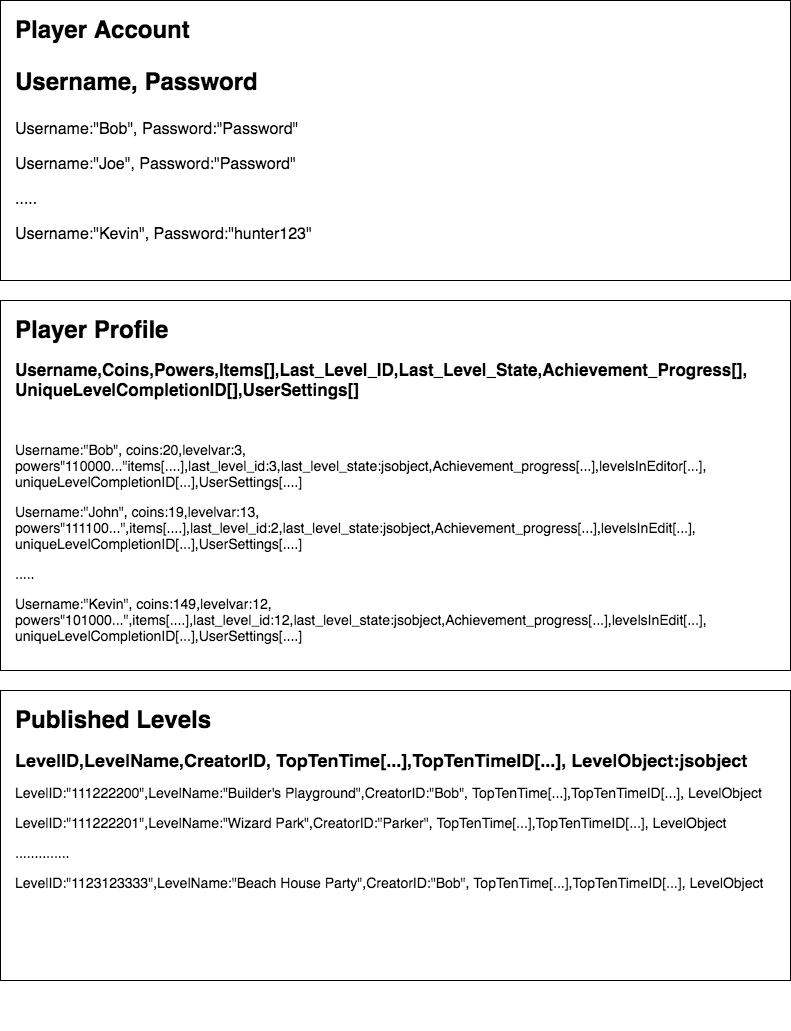 Player Account
Username, Password
Username:"Bob", Password:"Password"
Username:"Joe", Password:"Password"
.....
Username:"Kevin", Password:"hunter123"
Player Profile
Username,Coins,Powers,Items[],Last_Level_ID,Last_Level_State,Achievement_Progress[],
UniqueLevelCompletionID[],UserSettings[]
Username:"Bob", coins:20,levelvar:3,
powers"110000..."items[....],last_level_id:3,last_level_state:jsobject,Achievement_progress[...],levelsInEditor[...],
uniqueLevelCompletionID[...],UserSettings[....]
Username:"John", coins:19,levelvar:13,
powers"111100...",items[....],last_level_id:2,last_level_state:jsobject,Achievement_progress[...],levelsInEdit[...],
uniqueLevelCompletionID[...],UserSettings[....]
.....
Username:"Kevin", coins:149,levelvar:12,
powers"101000...",items[....],last_level_id:12,last_level_state:jsobject,Achievement_progress[...],levelsInEdit[...],
uniqueLevelCompletionID[...],UserSettings[....]
Published Levels
LevelID,LevelName,CreatorID, TopTenTime[...],TopTenTimeID[...], LevelObject:jsobject
LevelID:"111222200",LevelName:"Builder's Playground",CreatorID:"Bob", TopTenTime[...],TopTenTimeID[...], LevelObject
LevelID:"111222201",LevelName:"Wizard Park",CreatorID:"Parker", TopTenTime[...],TopTenTimeID[...], LevelObject
..............
LevelID:"1123123333",LevelName:"Beach House Party",CreatorID:"Bob", TopTenTime[...],TopTenTimeID[...], LevelObject